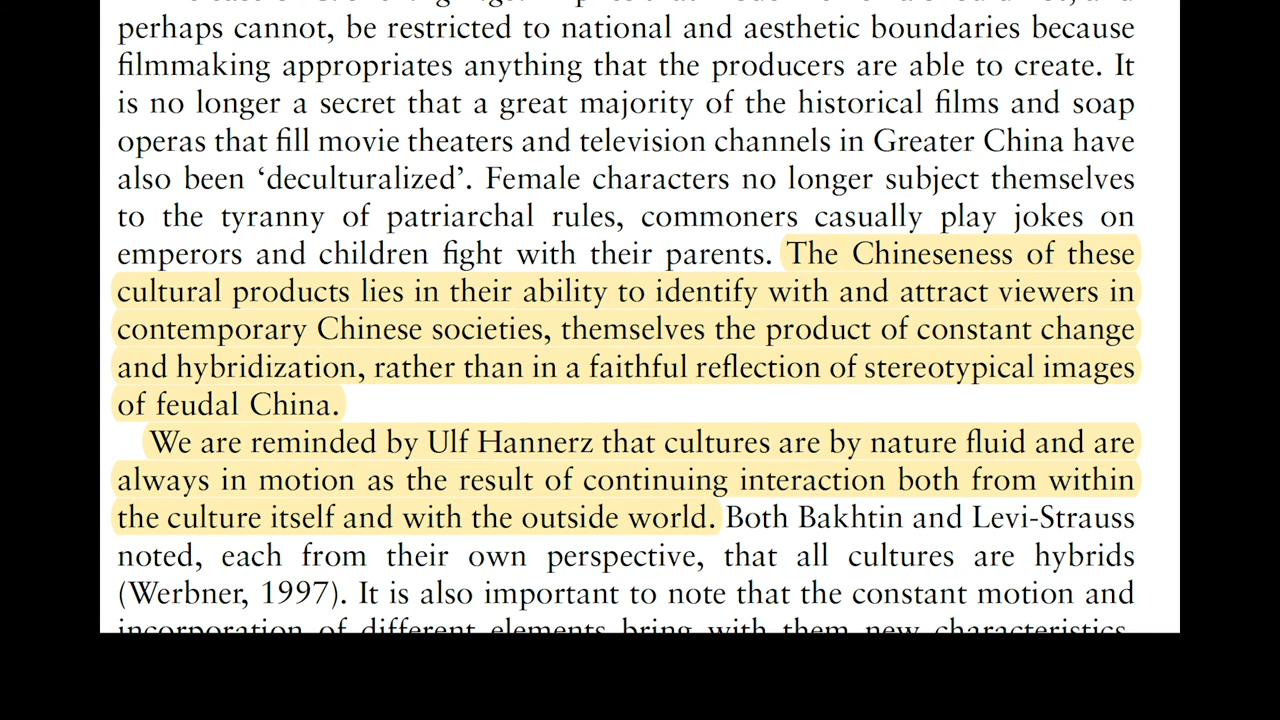 perhaps cannot, be restricted to national and aesthetic boundaries because
filmmaking appropriates anything that the producers are able to create. It
is no longer a secret that a great majority of the historical films and soap
operas that fill movie theaters and television channels in Greater China have
also been ‘deculturalized’. Female characters no longer subject themselves
to the tyranny of patriarchal rules, commoners casually play jokes on
emperors and children fight with their parents. The Chineseness of these
cultural products lies in their ability to identify with and attract viewers in
contemporary Chinese societies, themselves the product of constant change
and hybridization, rather than in a faithful reflection of stereotypical images
of feudal China.
We are reminded by Ulf Hannerz that cultures are by nature fluid and are
always in motion as the result of continuing interaction both from within
the culture itself and with the outside world. Both Bakhtin and Levi-Strauss
noted, each from their own perspective, that all cultures are hybrids
(Werbner, 1997). It is also important to note that the constant motion and
incorporation of different elements bring with them new characteristics,